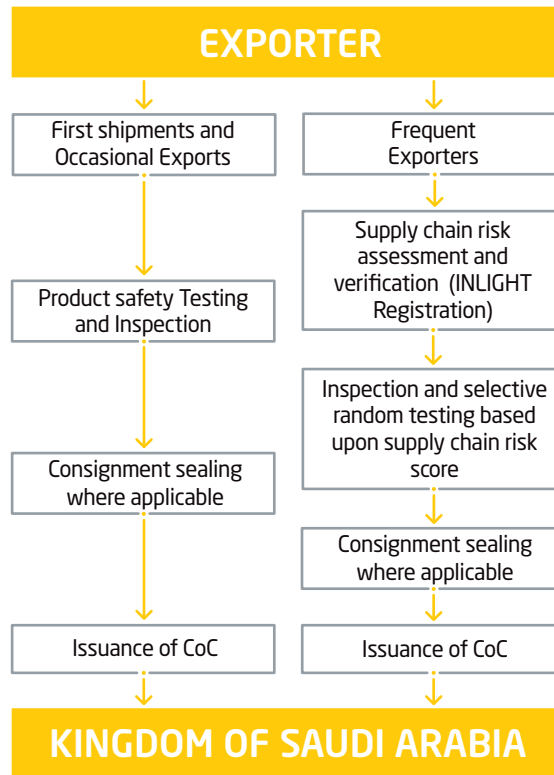 EXPORTER
First shipments and
Occasional Exports
Product safety Testing
and Inspection
Consignment sealing
where applicable
Issuance of CoC
Frequent
Exporters
Supply chain risk
assessment and
verification (INLIGHT
Registration)
Inspection and selective
random testing based
upon supply chain risk
score
Consignment sealing
where applicable
Issuance of CoC
KINGDOM OF SAUDI ARABIA